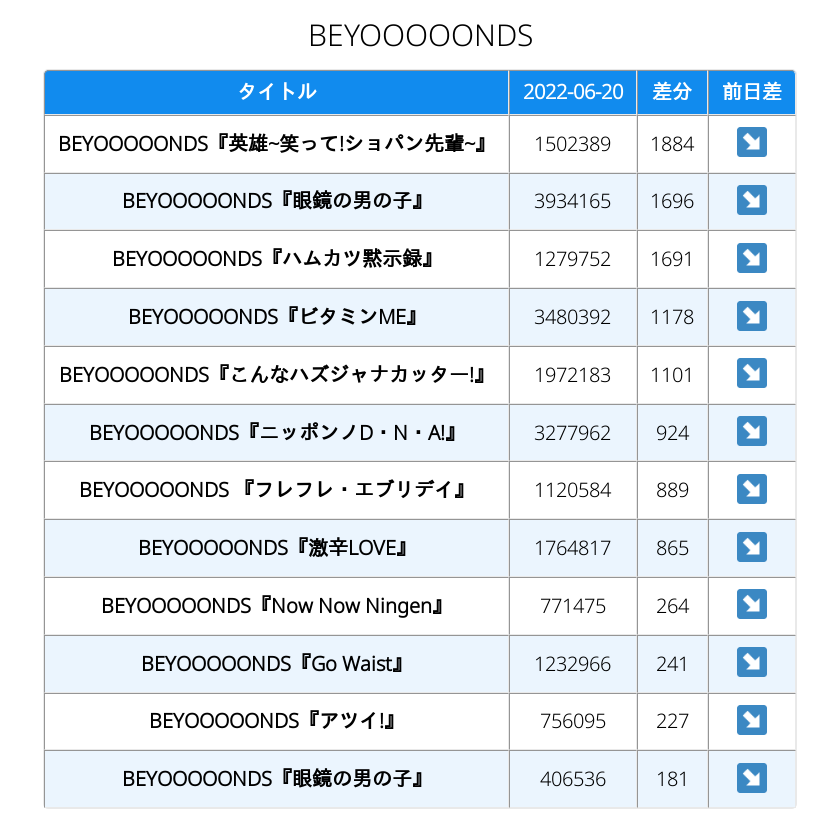 BEYOOOOONDS
タイトル 2022-06-20 差分 前日差
BEYOOOOONDS『英雄~笑って!ショパン先輩~』 1502389 1884 ↘
BEYOOOOONDS『眼鏡の男の子』 3934165 1696 ↘
BEYOOOOONDS『ハムカツ黙示録』 1279752 1691 ↘
BEYOOOOONDS『ビタミンME』 3480392 1178 ↘
BEYOOOOONDS『こんなハズジャナカッター!』 1972183 1101 ↘
BEYOOOOONDS『ニッポンノD・N・A!』 3277962 924 ↘
BEYOOOOONDS 『フレフレ・エブリデイ』 1120584 889 ↘
BEYOOOOONDS『激辛LOVE』 1764817 865 ↘
BEYOOOOONDS『Now Now Ningen』 771475 264 ↘
BEYOOOOONDS『Go Waist』 1232966 241 ↘
BEYOOOOONDS『アツイ!』 756095 227 ↘
BEYOOOOONDS『眼鏡の男の子』 406536 181 ↘